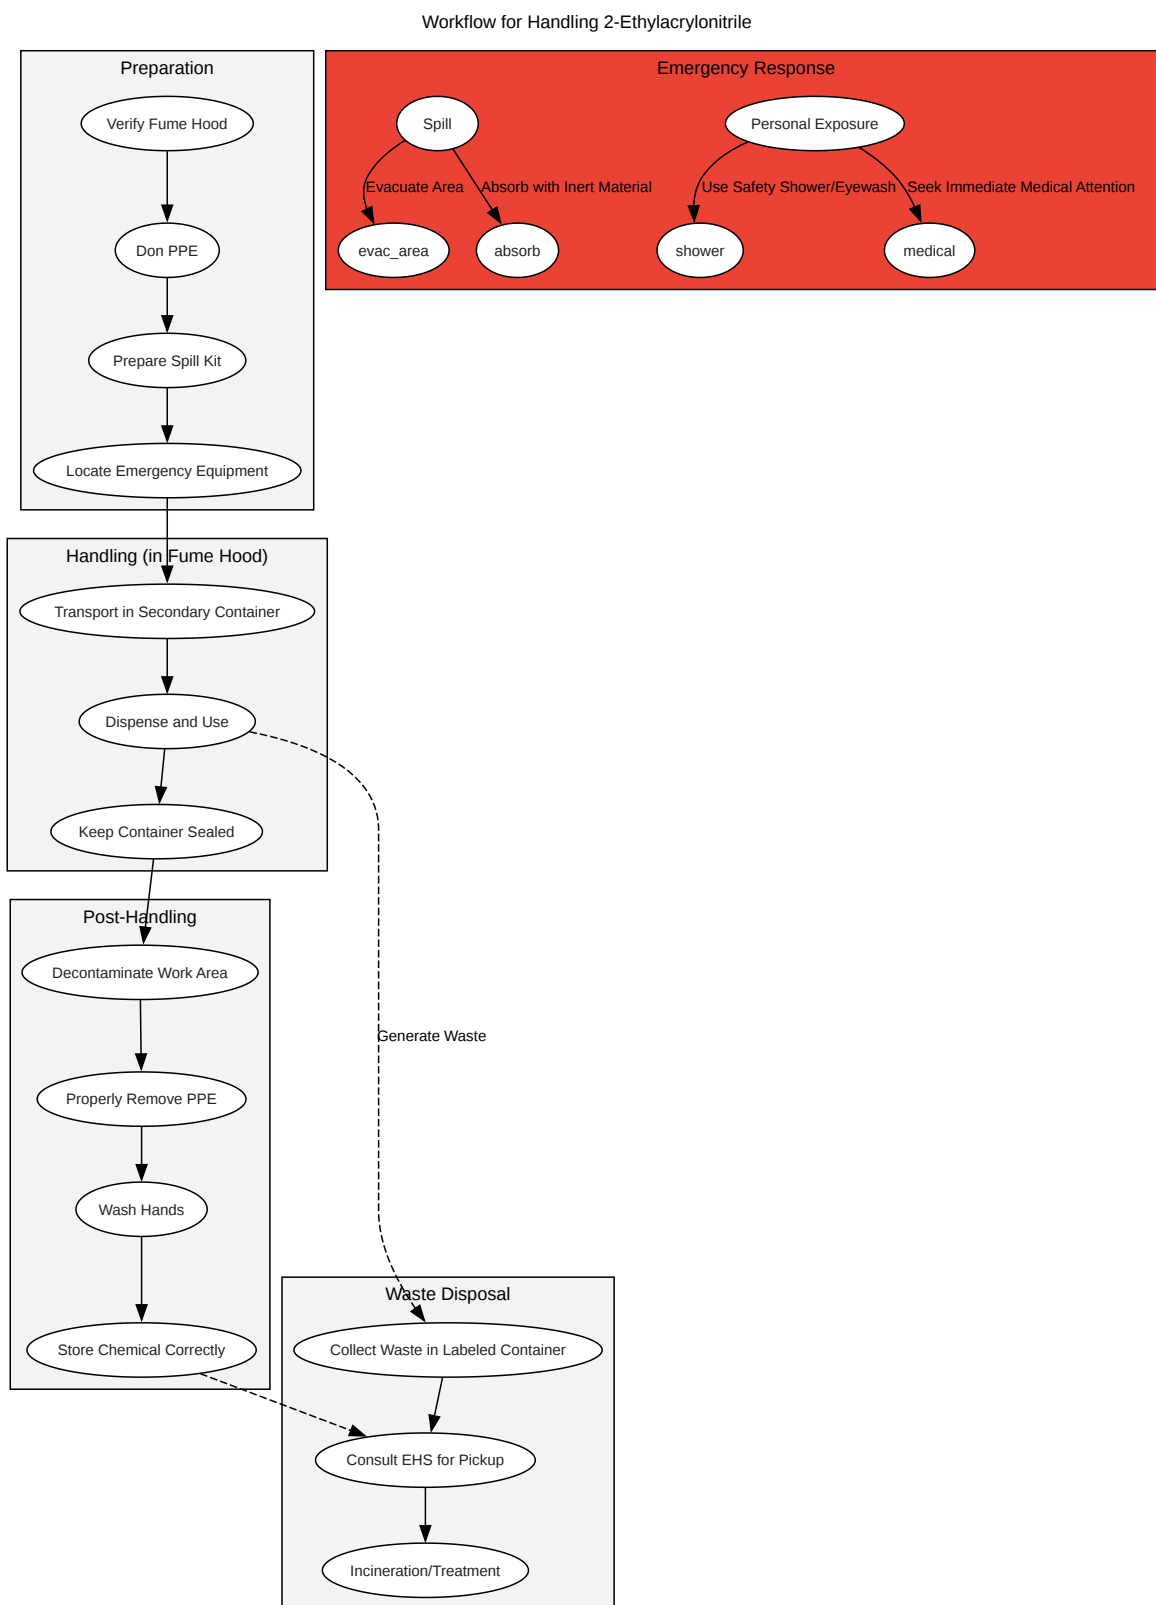 Workflow for Handling 2-Ethylacrylonitrile
Preparation
Verify Fume Hood
Don PPE
Prepare Spill Kit
Locate Emergency Equipment
Emergency Response
Spill
Personal Exposure
Evacuate Area
Absorb with Inert Material
Use Safety Shower/Eyewash
Seek Immediate Medical Attention
evac_area
absorb
shower
medical
Handling (in Fume Hood)
Transport in Secondary Container
Dispense and Use
Keep Container Sealed
Post-Handling
Decontaminate Work Area
Generate Waste
Properly Remove PPE
Wash Hands
Store Chemical Correctly
Waste Disposal
Collect Waste in Labeled Container
Consult EHS for Pickup
Incineration/Treatment